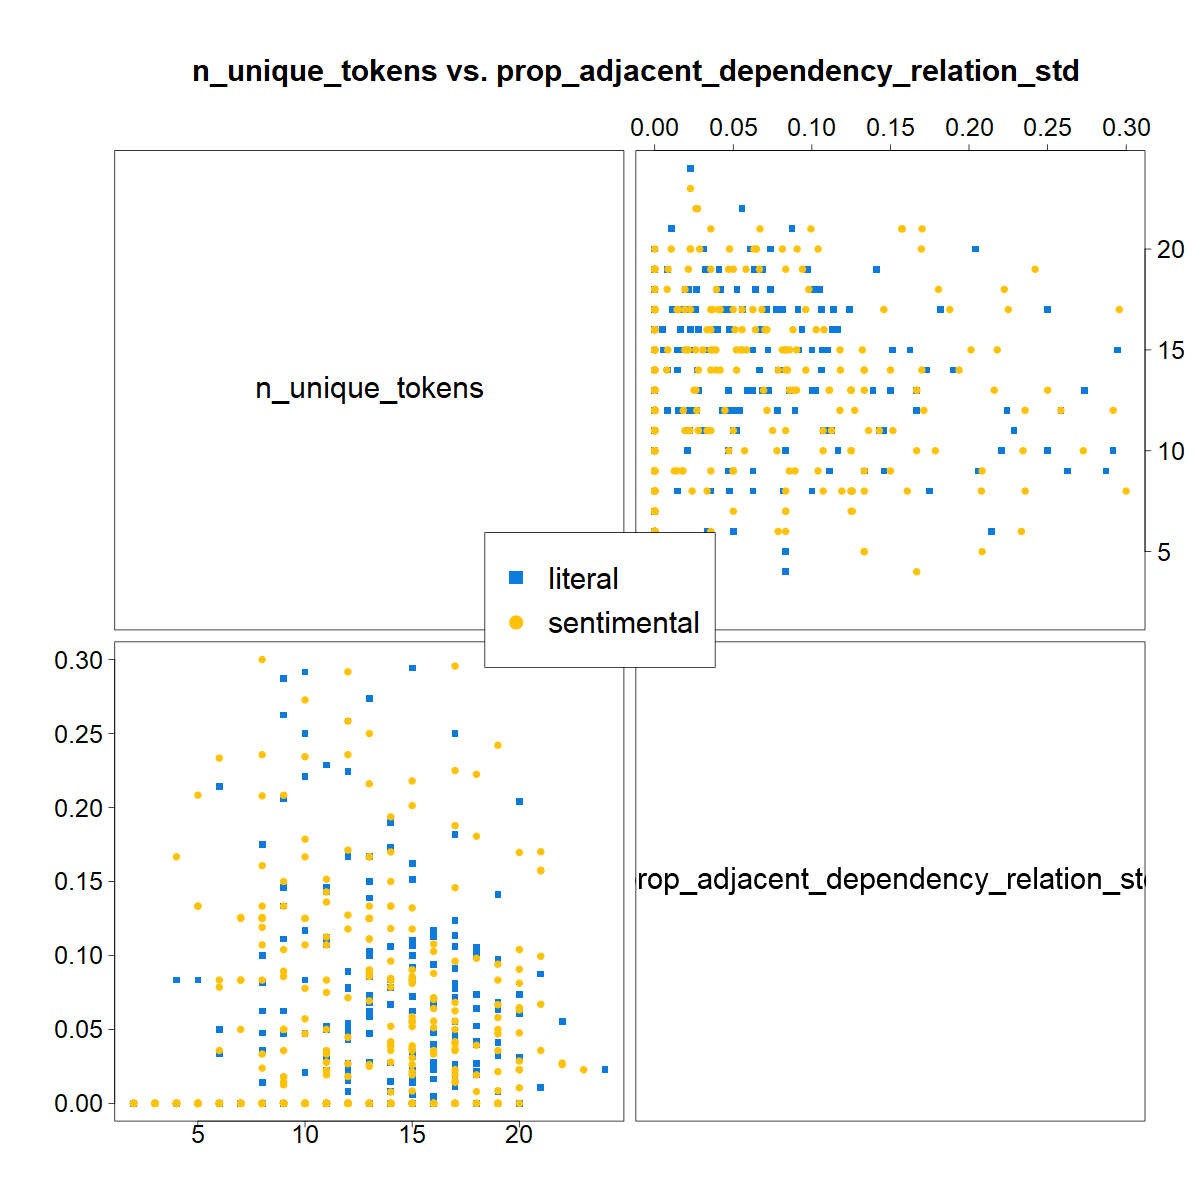 n_unique_tokens vs. prop_adjacent_dependency_relation_std
0.00 0.05 0.10 0.15 0.20 0.25 0.30
n_unique_tokens
20
15
10
5
literal
sentimental
0.30
0.25
0.20
0.15
0.10
0.05
0.00
rop_adjacent_dependency_relation_st
5 10 15 20